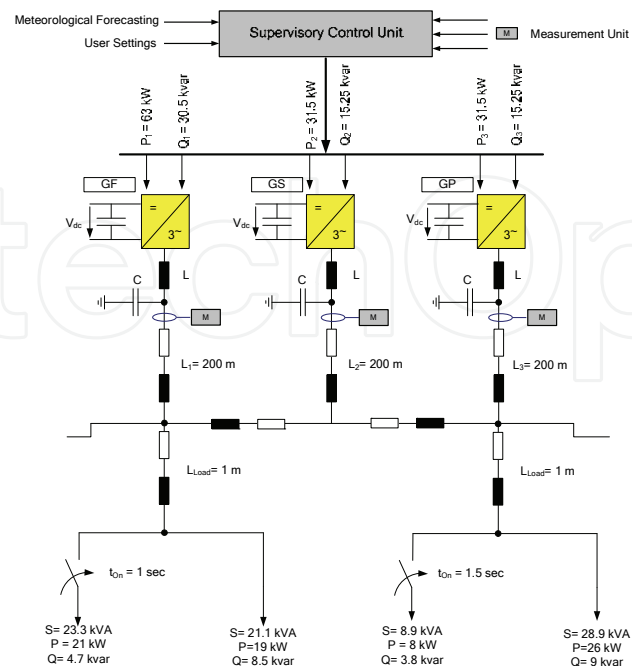 Meteorological Forecasting
User Settings
Supervisory Control Unit
M
Measurement Unit
P1 = 63 kW
Q1 = 30.5 kvar
P2 = 31.5 kW
Q2 = 15.25 kvar
P3 = 31.5 kW
Q3 = 15.25 kvar
GF
GS
GP
Vdc
=
3~
Vdc
=
3~
Vdc
=
3~
L
L
L
C
C
C
M
M
L1= 200 m
L2= 200 m
L3= 200 m
LLoad= 1 m
LLoad= 1 m
tOn = 1 sec
tOn = 1.5 sec
S= 23.3 kVA
P = 21 kW
Q= 4.7 kvar
S= 21.1 kVA
P=19 kW
Q= 8.5 kvar
S= 8.9 kVA
P= 8 kW
Q= 3.8 kvar
S= 28.9 kVA
P=26 kW
Q= 9 kvar
techOp